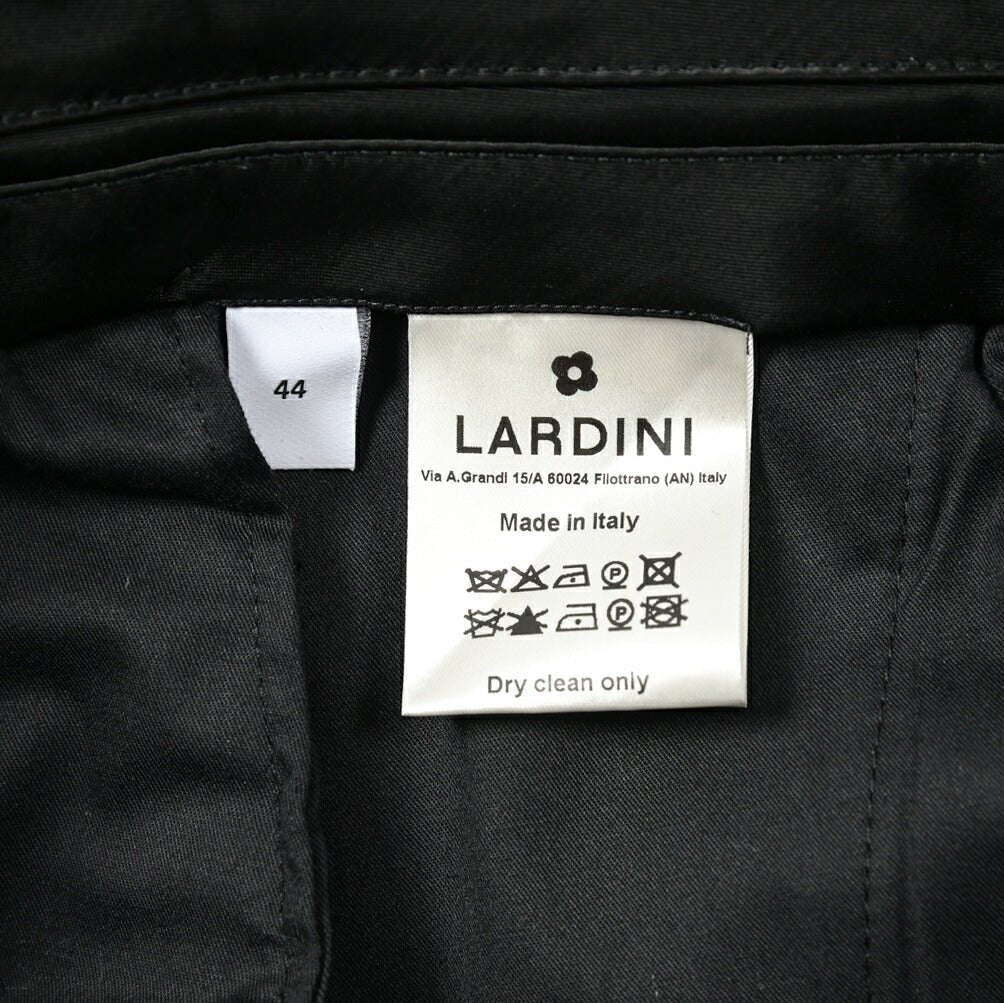 44
LARDINI
Via A.Grandi 15/A 60024 Filottrano (AN) Italy
Made in Italy
P
P
Dry clean only